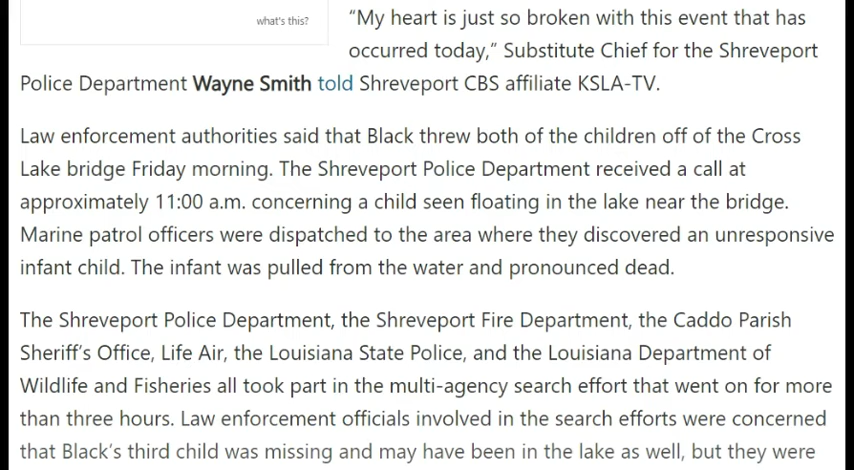 what's this?
“My heart is just so broken with this event that has
occurred today,” Substitute Chief for the Shreveport
Police Department Wayne Smith told Shreveport CBS affiliate KSLA-TV.
Law enforcement authorities said that Black threw both of the children off of the Cross
Lake bridge Friday morning. The Shreveport Police Department received a call at
approximately 11:00 a.m. concerning a child seen floating in the lake near the bridge.
Marine patrol officers were dispatched to the area where they discovered an unresponsive
infant child. The infant was pulled from the water and pronounced dead.
The Shreveport Police Department, the Shreveport Fire Department, the Caddo Parish
Sheriff’s Office, Life Air, the Louisiana State Police, and the Louisiana Department of
Wildlife and Fisheries all took part in the multi-agency search effort that went on for more
than three hours. Law enforcement officials involved in the search efforts were concerned
that Black’s third child was missing and may have been in the lake as well, but they were